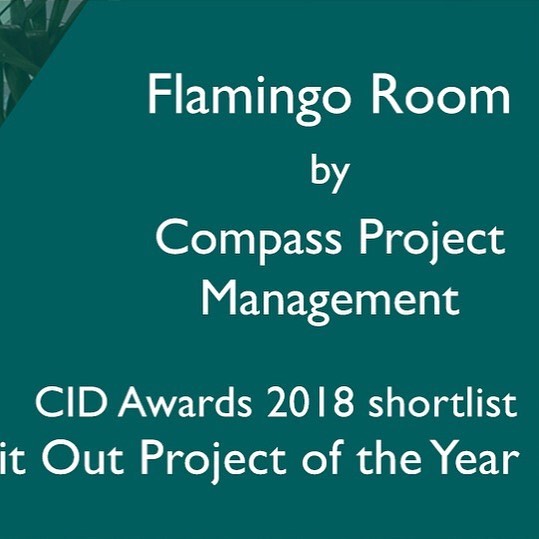 Flamingo Room
by
Compass Project
Management
CID Awards 2018 shortlist
it Out Project of the Year